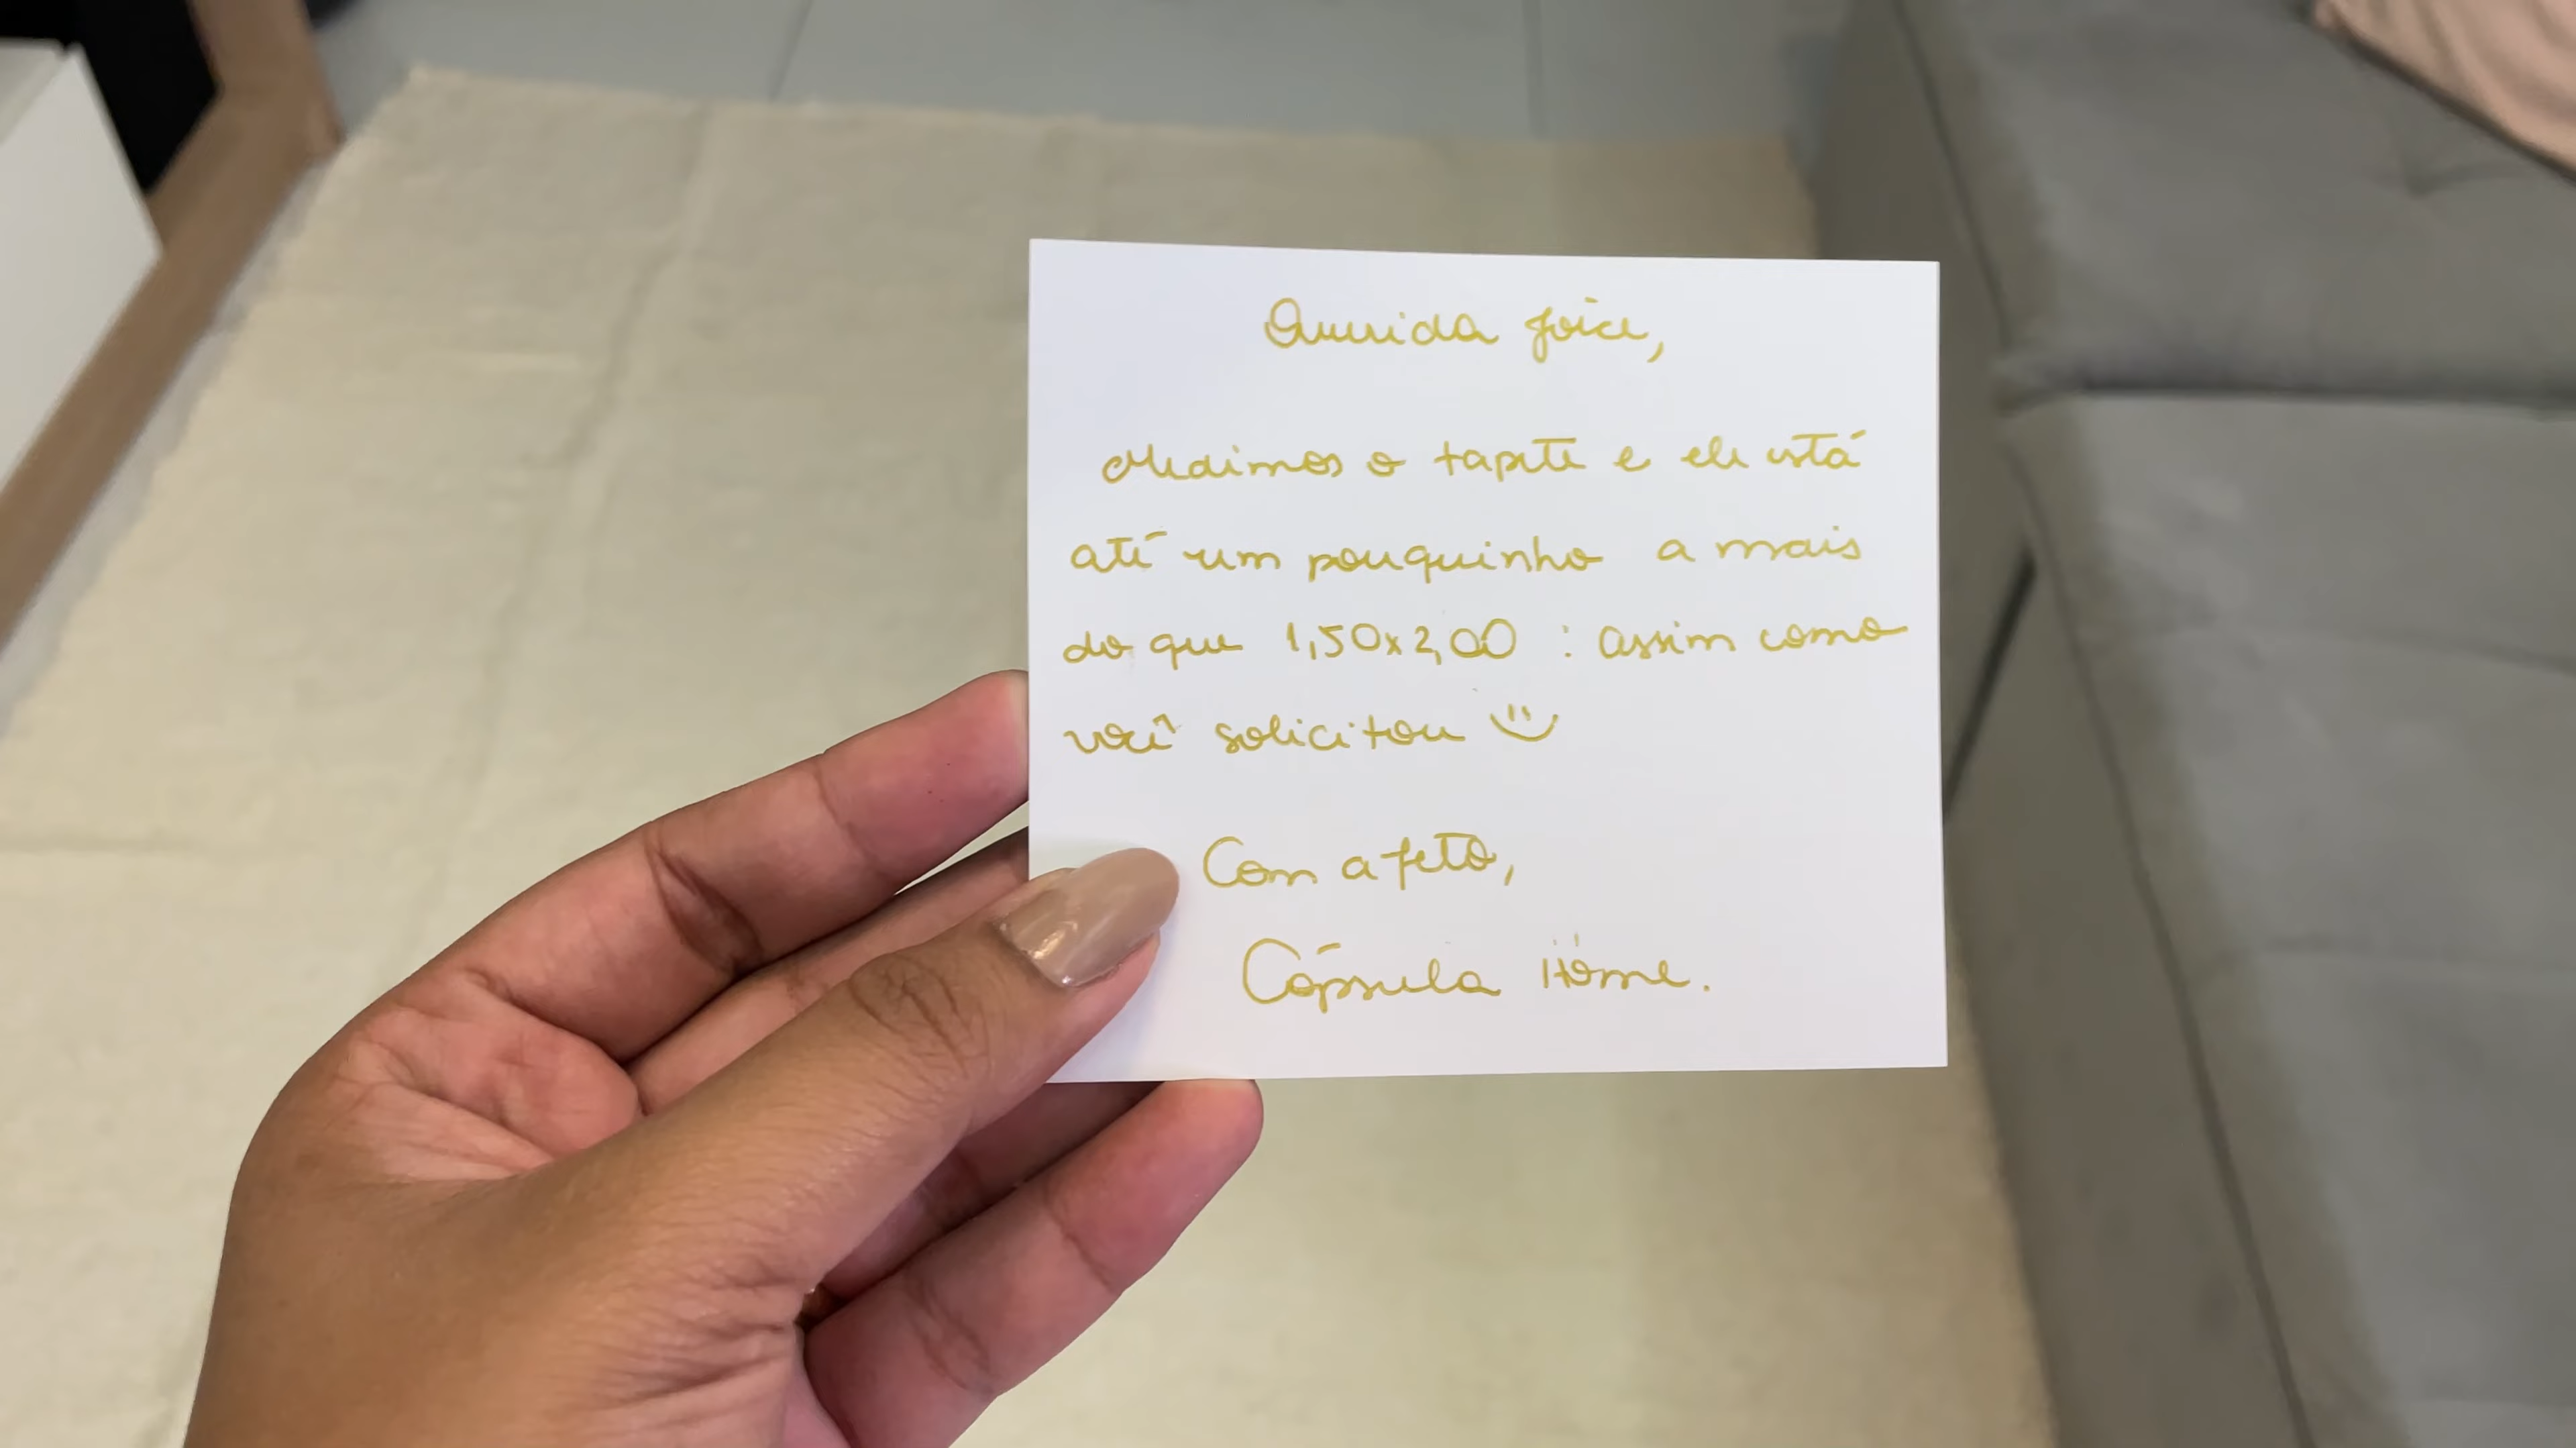 Querida Joice,
Medimos o tapete e ele está
até um pouquinho a mais
do que 1,50x2,00 : assim como
você solicitou :)
Com afeto,
Cápsula Home.